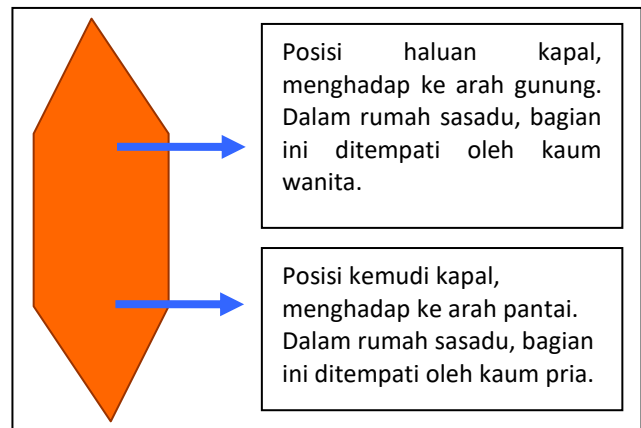 Posisi haluan kapal,
menghadap ke arah gunung.
Dalam rumah sasadu, bagian
ini ditempati oleh kaum
wanita.
Posisi kemudi kapal,
menghadap ke arah pantai.
Dalam rumah sasadu, bagian
ini ditempati oleh kaum pria.